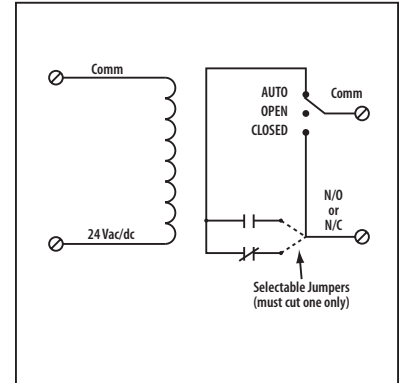 Comm
24 Vac/dc
AUTO
OPEN
CLOSED
Comm
N/O
or
N/C
Selectable Jumpers
(must cut one only)